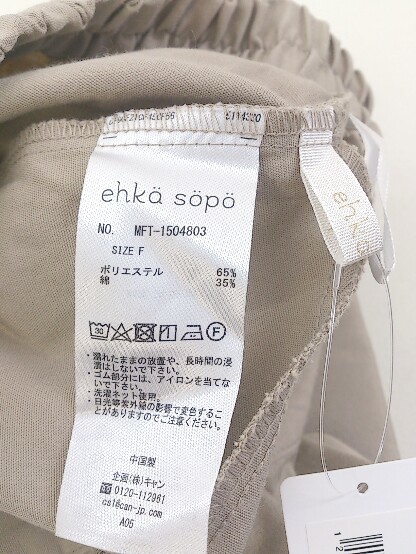 ehkä söpö
NO. MFT-1504803
SIZE F
ポリエステル 65%
綿 35%
・濡れたままの放置や、長時間の浸
漬はしないで下さい。
・ゴム部分には、アイロンを当てな
いで下さい。
・洗濯ネット使用。
・日光等紫外線の影響で変色するこ
とがありますのでご注意ください。
中国製
企画(株)キャン
☎0120-112981
cs1@can-jp.com
A05